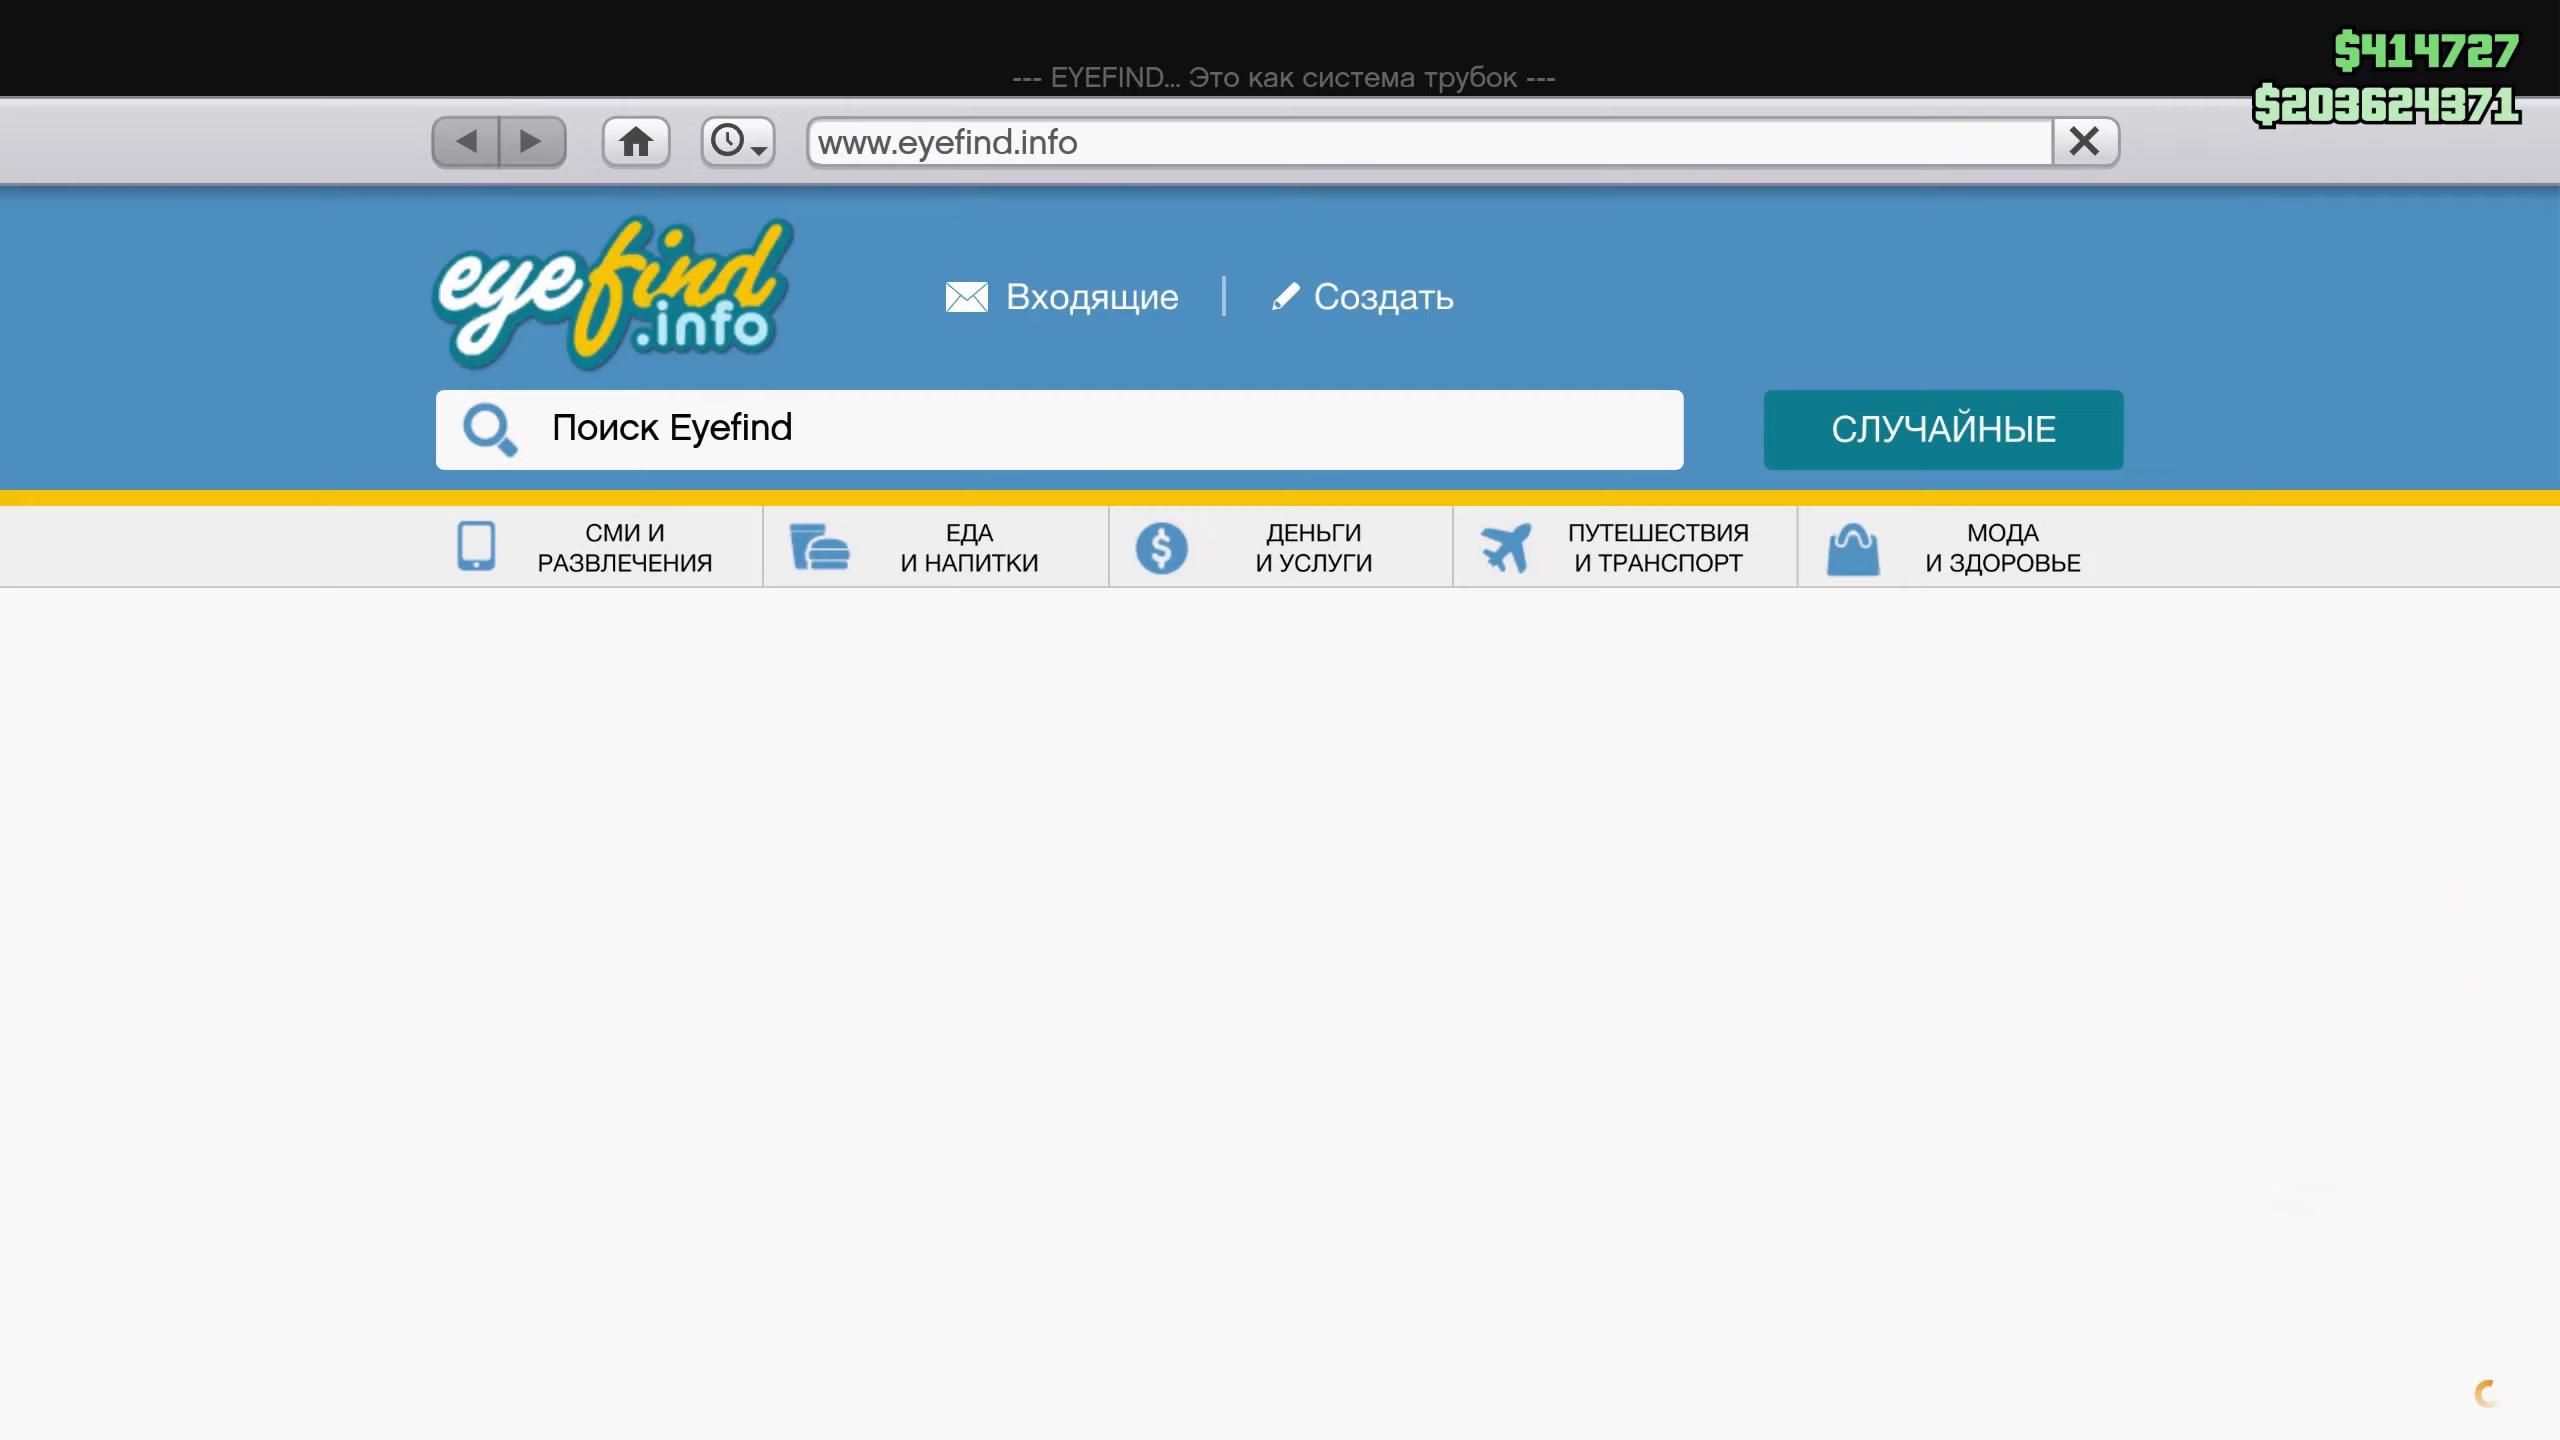 $414727
--- EYEFIND... Это как система трубок ---
$203624371
www.eyefind.info
eyefind
.info
Входящие
Создать
Поиск Eyefind
СЛУЧАЙНЫЕ
СМИ И
РАЗВЛЕЧЕНИЯ
ЕДА
И НАПИТКИ
ДЕНЬГИ
И УСЛУГИ
ПУТЕШЕСТВИЯ
И ТРАНСПОРТ
МОДА
И ЗДОРОВЬЕ